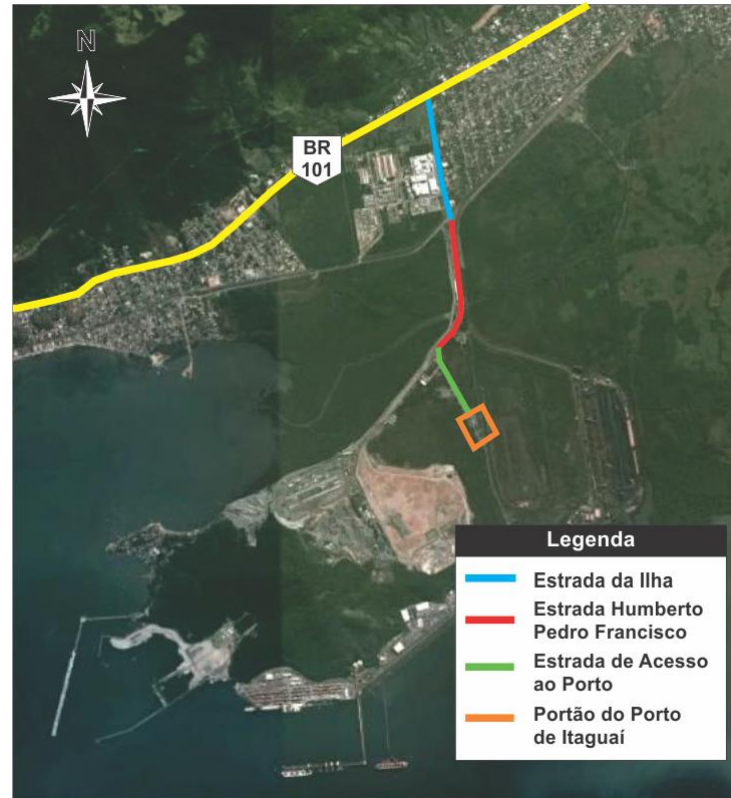 N
BR
101
Legenda
Estrada da Ilha
Estrada Humberto
Pedro Francisco
Estrada de Acesso
ao Porto
Portão do Porto
de Itaguaí